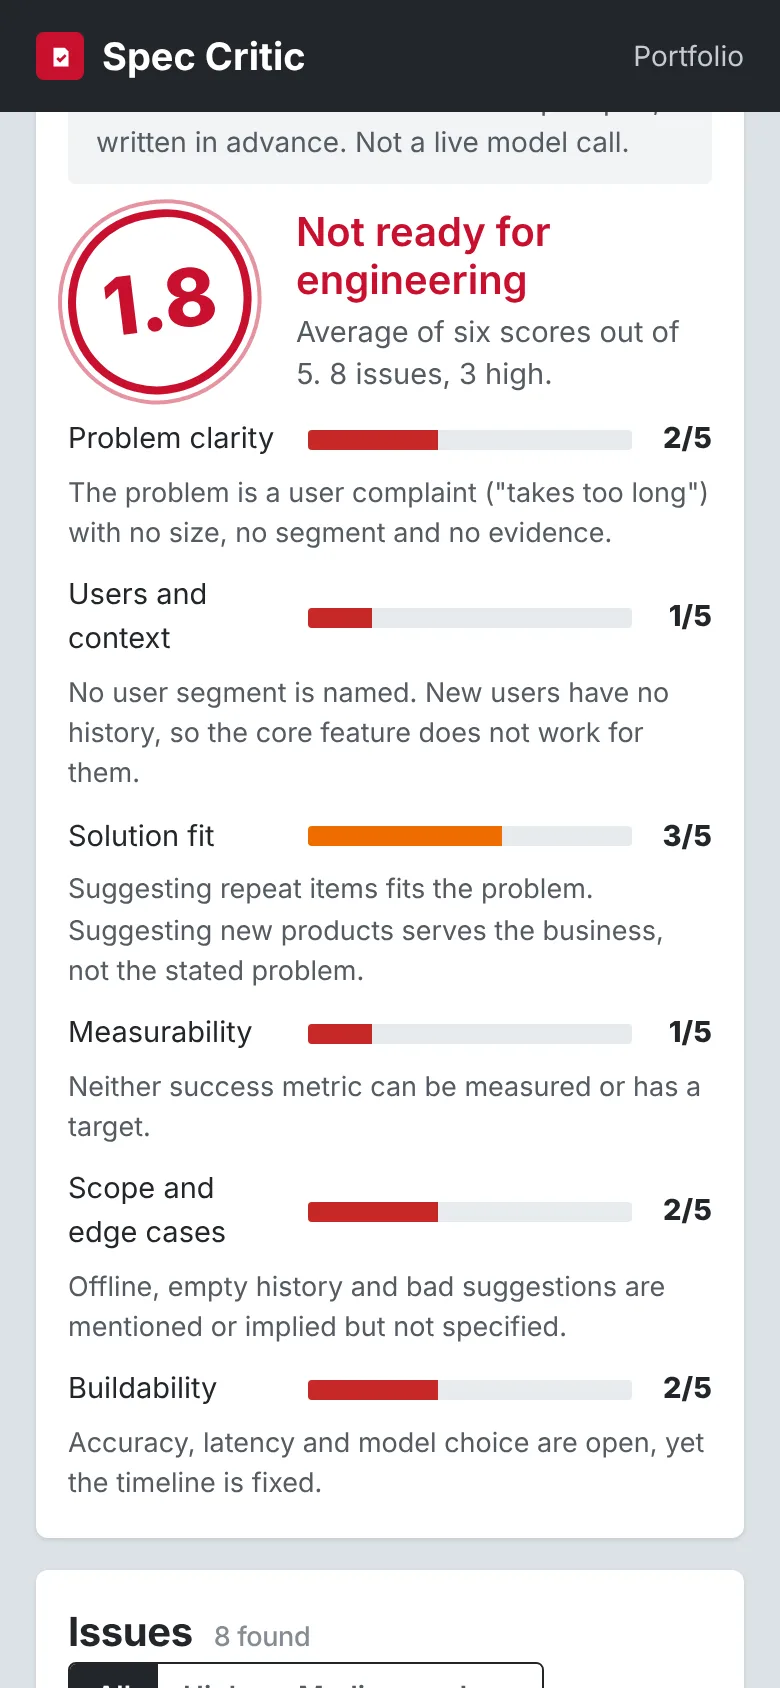 Spec Critic
Portfolio
written in advance. Not a live model call.
1.8
Not ready for
engineering
Average of six scores out of
5. 8 issues, 3 high.
Problem clarity 2/5
The problem is a user complaint ("takes too long")
with no size, no segment and no evidence.
Users and
context
1/5
No user segment is named. New users have no
history, so the core feature does not work for
them.
Solution fit 3/5
Suggesting repeat items fits the problem.
Suggesting new products serves the business,
not the stated problem.
Measurability 1/5
Neither success metric can be measured or has a
target.
Scope and
edge cases
2/5
Offline, empty history and bad suggestions are
mentioned or implied but not specified.
Buildability 2/5
Accuracy, latency and model choice are open, yet
the timeline is fixed.
Issues 8 found